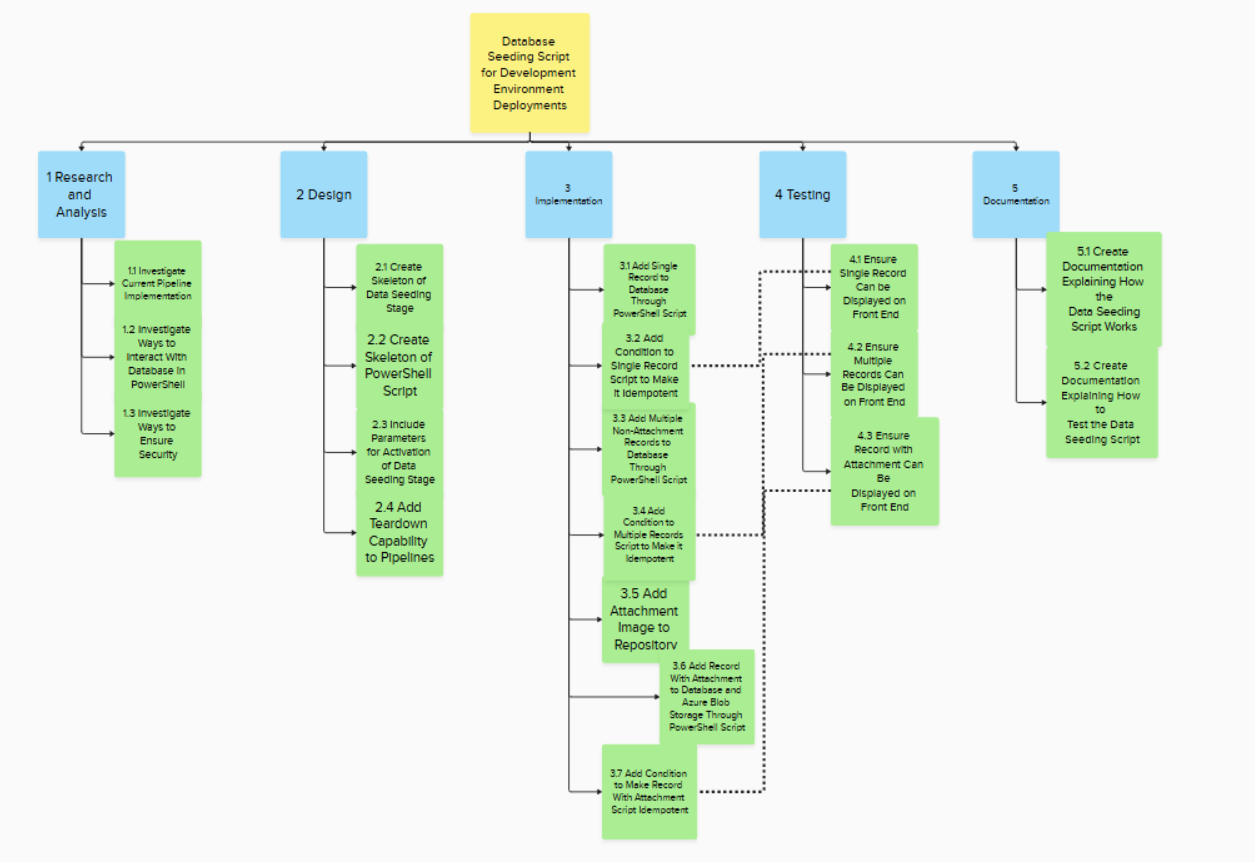 Database
Seeding Script
for Development
Environment
Deployments
1 Research
and
Analysis
2 Design
3
Implementation
4 Testing
5
Documentation
1.1 Investigate
Current Pipeline
Implementation
1.2 Investigate
Ways to
Interact With
Database in
PowerShell
1.3 Investigate
Ways to
Ensure
Security
2.1 Create
Skeleton of
Data Seeding
Stage
2.2 Create
Skeleton of
PowerShell
Script
2.3 Include
Parameters
for Activation
of Data
Seeding Stage
2.4 Add
Teardown
Capability
to Pipelines
3.1 Add Single
Record to
Database
Through
PowerShell Script
3.2 Add
Condition to
Single Record
Script to Make
it Idempotent
3.3 Add Multiple
Non-Attachment
Records to
Database
Through
PowerShell Script
3.4 Add
Condition to
Multiple Records
Script to Make it
Idempotent
3.5 Add
Attachment
Image to
Repository
3.6 Add Record
With Attachment
to Database and
Azure Blob
Storage Through
PowerShell Script
3.7 Add Condition
to Make Record
With Attachment
Script Idempotent
4.1 Ensure
Single Record
Can be
Displayed on
Front End
4.2 Ensure
Multiple
Records Can
Be Displayed
on Front End
4.3 Ensure
Record with
Attachment Can
Be
Displayed on
Front End
5.1 Create
Documentation
Explaining How
the
Data Seeding
Script Works
5.2 Create
Documentation
Explaining How
to
Test the Data
Seeding Script